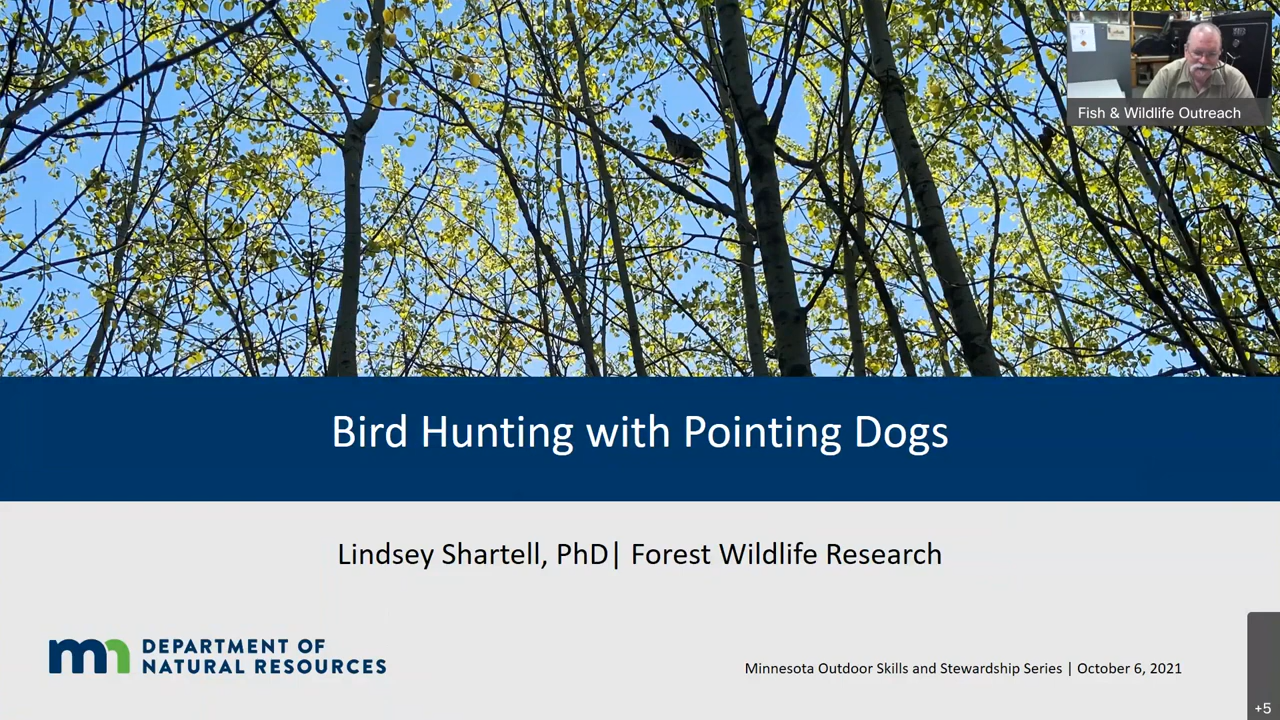 Fish & Wildlife Outreach
Bird Hunting with Pointing Dogs
Lindsey Shartell, PhD| Forest Wildlife Research
mn DEPARTMENT OF
NATURAL RESOURCES
Minnesota Outdoor Skills and Stewardship Series | October 6, 2021
+5